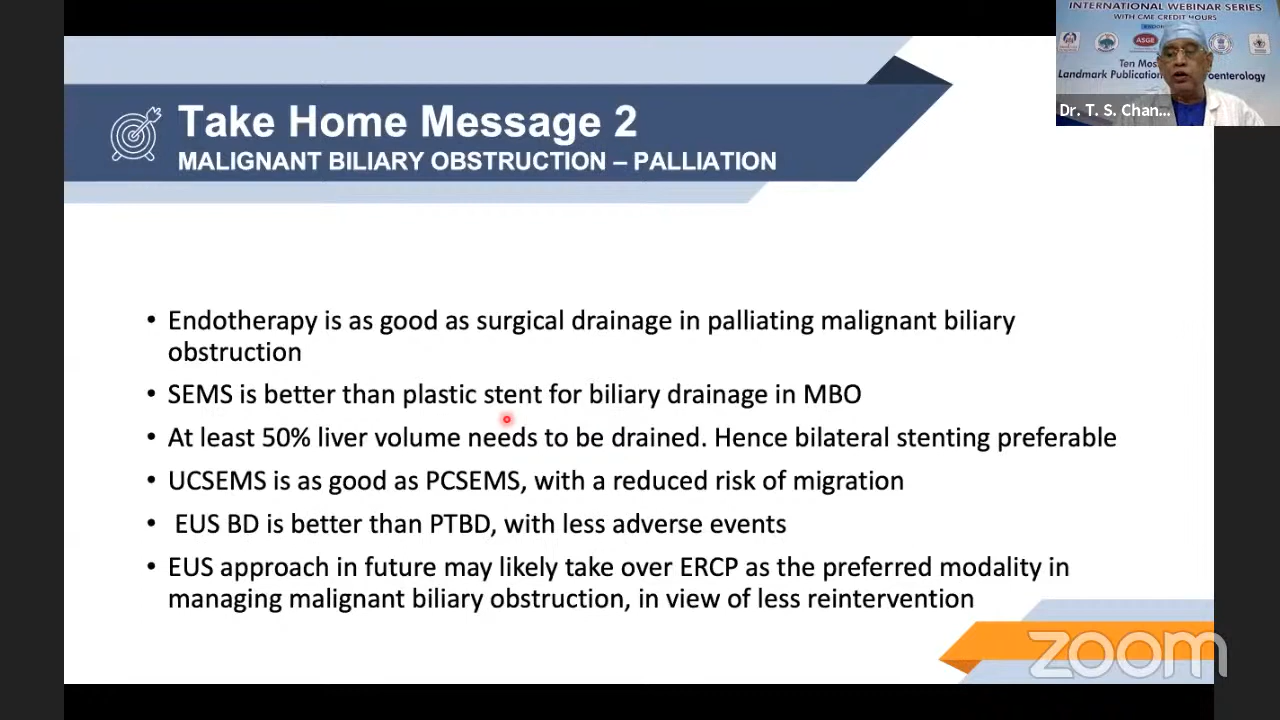 INTERNATIONAL WEBINAR SERIES
WITH CME CREDIT HOURS
ASGE
Landmark Publication
Dr. T. S. Chan...
Take Home Message 2
MALIGNANT BILIARY OBSTRUCTION – PALLIATION
• Endotherapy is as good as surgical drainage in palliating malignant biliary
obstruction
• SEMS is better than plastic stent for biliary drainage in MBO
• At least 50% liver volume needs to be drained. Hence bilateral stenting preferable
• UCSEMS is as good as PCSEMS, with a reduced risk of migration
• EUS BD is better than PTBD, with less adverse events
• EUS approach in future may likely take over ERCP as the preferred modality in
managing malignant biliary obstruction, in view of less reintervention
zoom